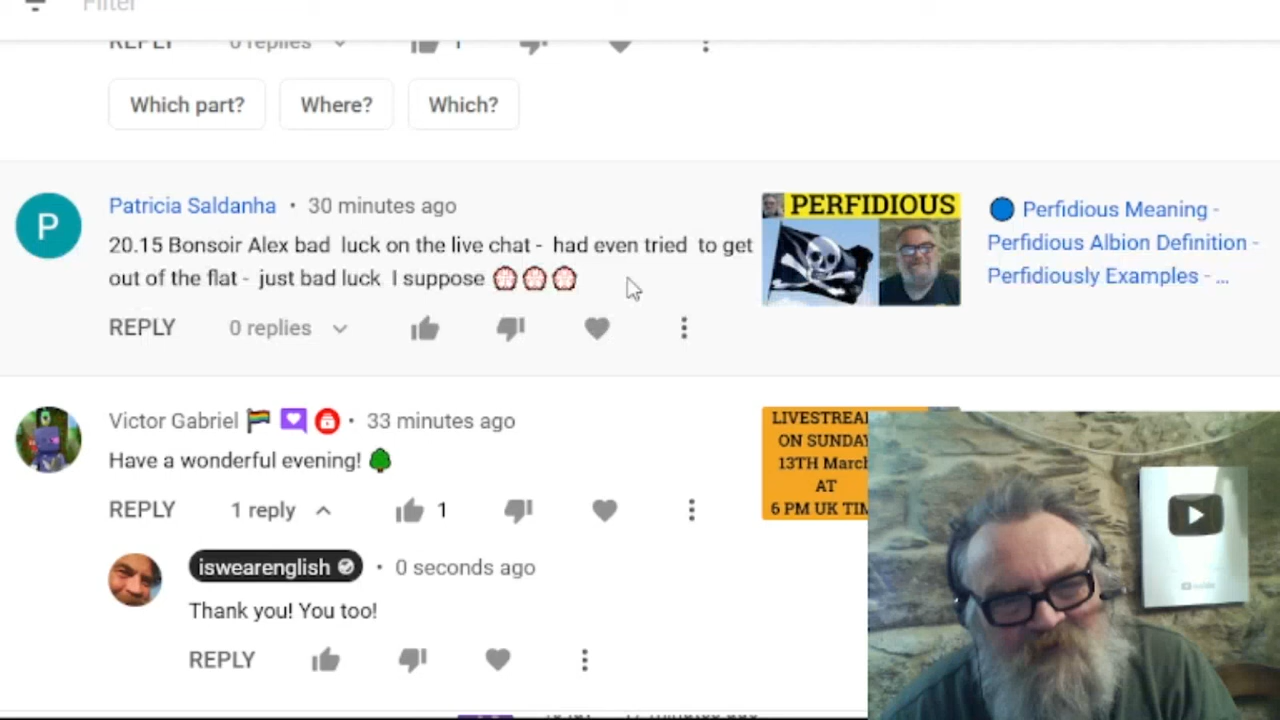 Filter
REPLY 0 replies 1
Which part? Where? Which?
Patricia Saldanha • 30 minutes ago
20.15 Bonsoir Alex bad luck on the live chat - had even tried to get
out of the flat - just bad luck I suppose
REPLY 0 replies
PERFIDIOUS
Perfidious Meaning -
Perfidious Albion Definition -
Perfidiously Examples - ...
P
Victor Gabriel • 33 minutes ago
Have a wonderful evening!
REPLY 1 reply 1
LIVESTREA
ON SUNDAY
13TH March
AT
6 PM UK TIM
iswearenglish • 0 seconds ago
Thank you! You too!
REPLY